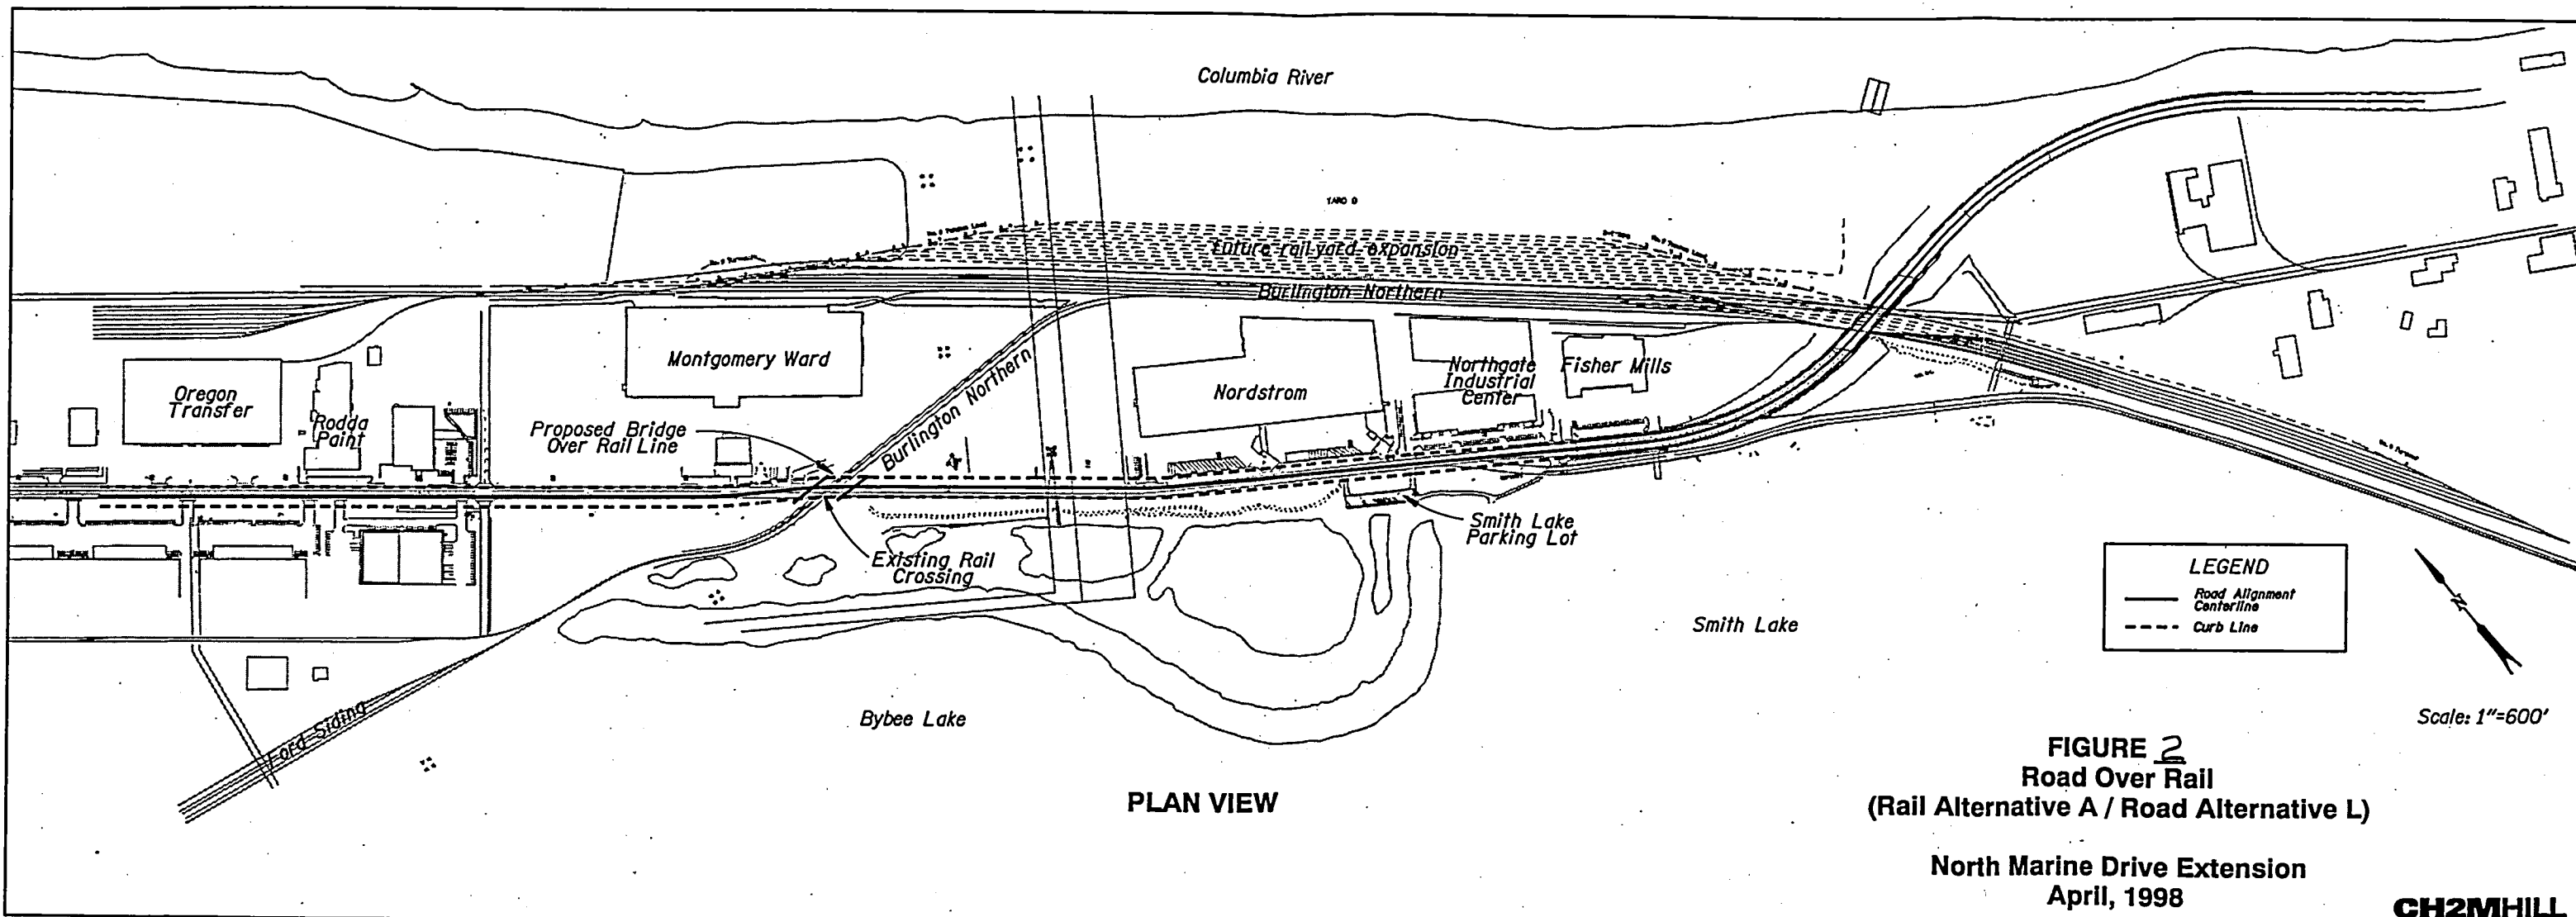 Columbia River
YARD D
Future rail yard expansion
Burlington Northern
Montgomery Ward
Oregon
Transfer
Rodda
Paint
Proposed Bridge
Over Rail Line
Burlington Northern
Nordstrom
Northgate
Industrial
Center
Fisher Mills
Existing Rail
Crossing
Smith Lake
Parking Lot
Smith Lake
Bybee Lake
Ford Siding
LEGEND
Road Alignment
Centerline
Curb Line
N
Scale: 1"=600'
PLAN VIEW
FIGURE 2
Road Over Rail
(Rail Alternative A / Road Alternative L)
North Marine Drive Extension
April, 1998
CH2MHILL